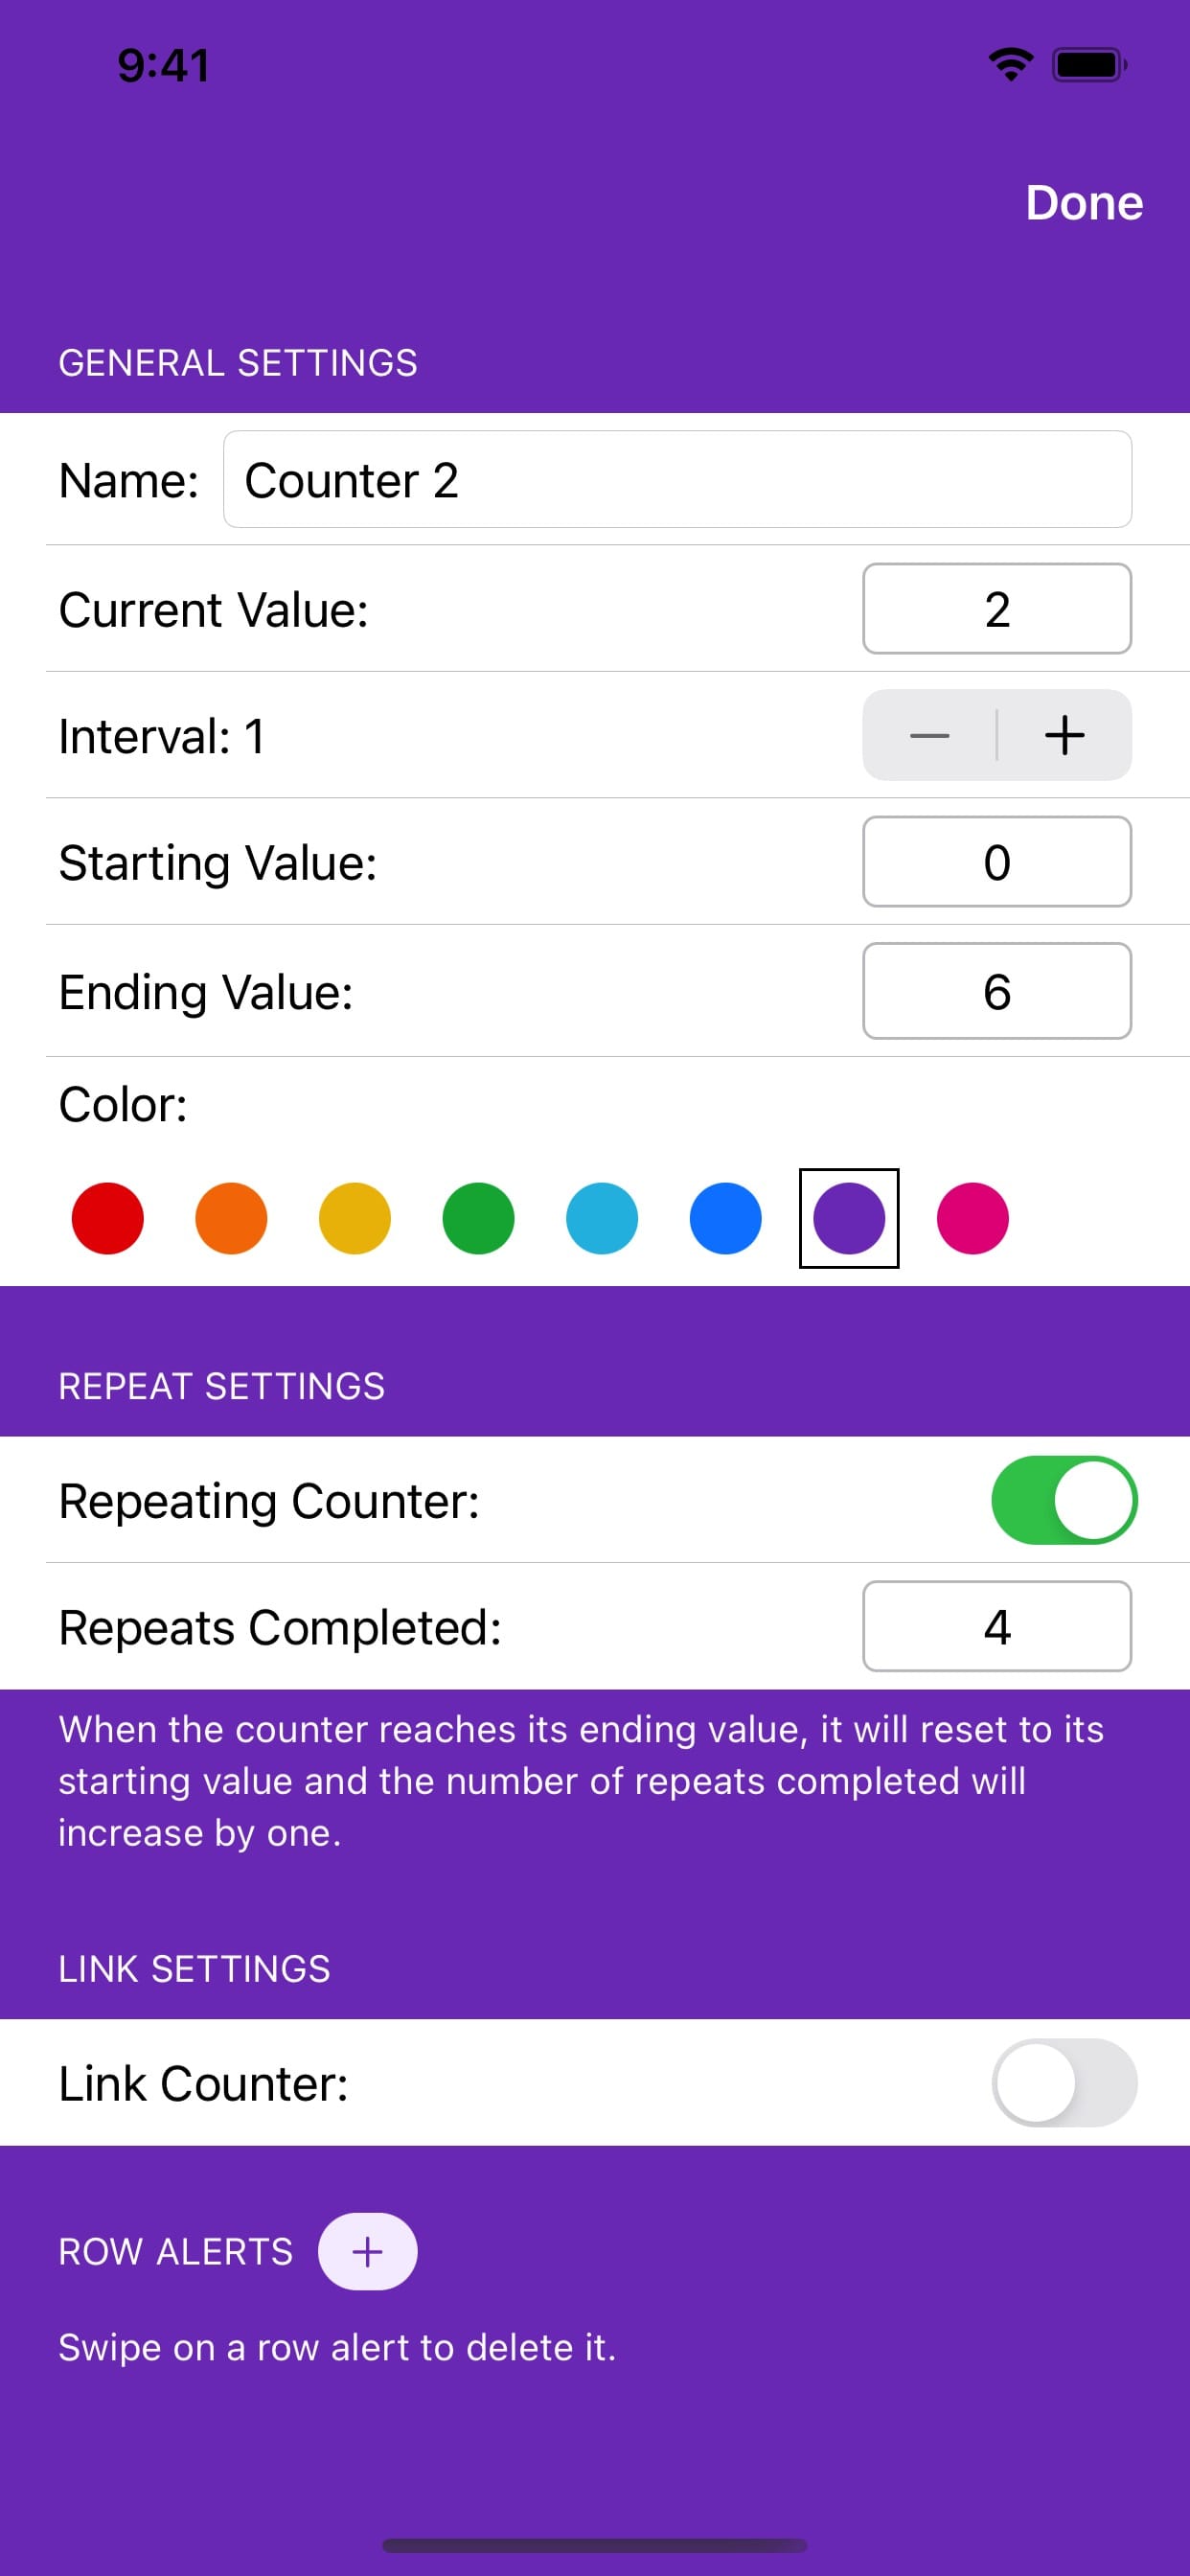 9:41
Done
GENERAL SETTINGS
Name: Counter 2
Current Value: 2
Interval: 1 — +
Starting Value: 0
Ending Value: 6
Color:
REPEAT SETTINGS
Repeating Counter:
Repeats Completed: 4
When the counter reaches its ending value, it will reset to its
starting value and the number of repeats completed will
increase by one.
LINK SETTINGS
Link Counter:
ROW ALERTS +
Swipe on a row alert to delete it.